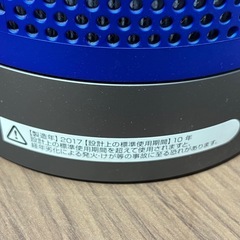 【製造年】2017【設計上の標準使用期間】10年
設計上の標準使用期間を超えて使用されますと、
経年劣化による発火・けが等の事故に至る恐れがあります。